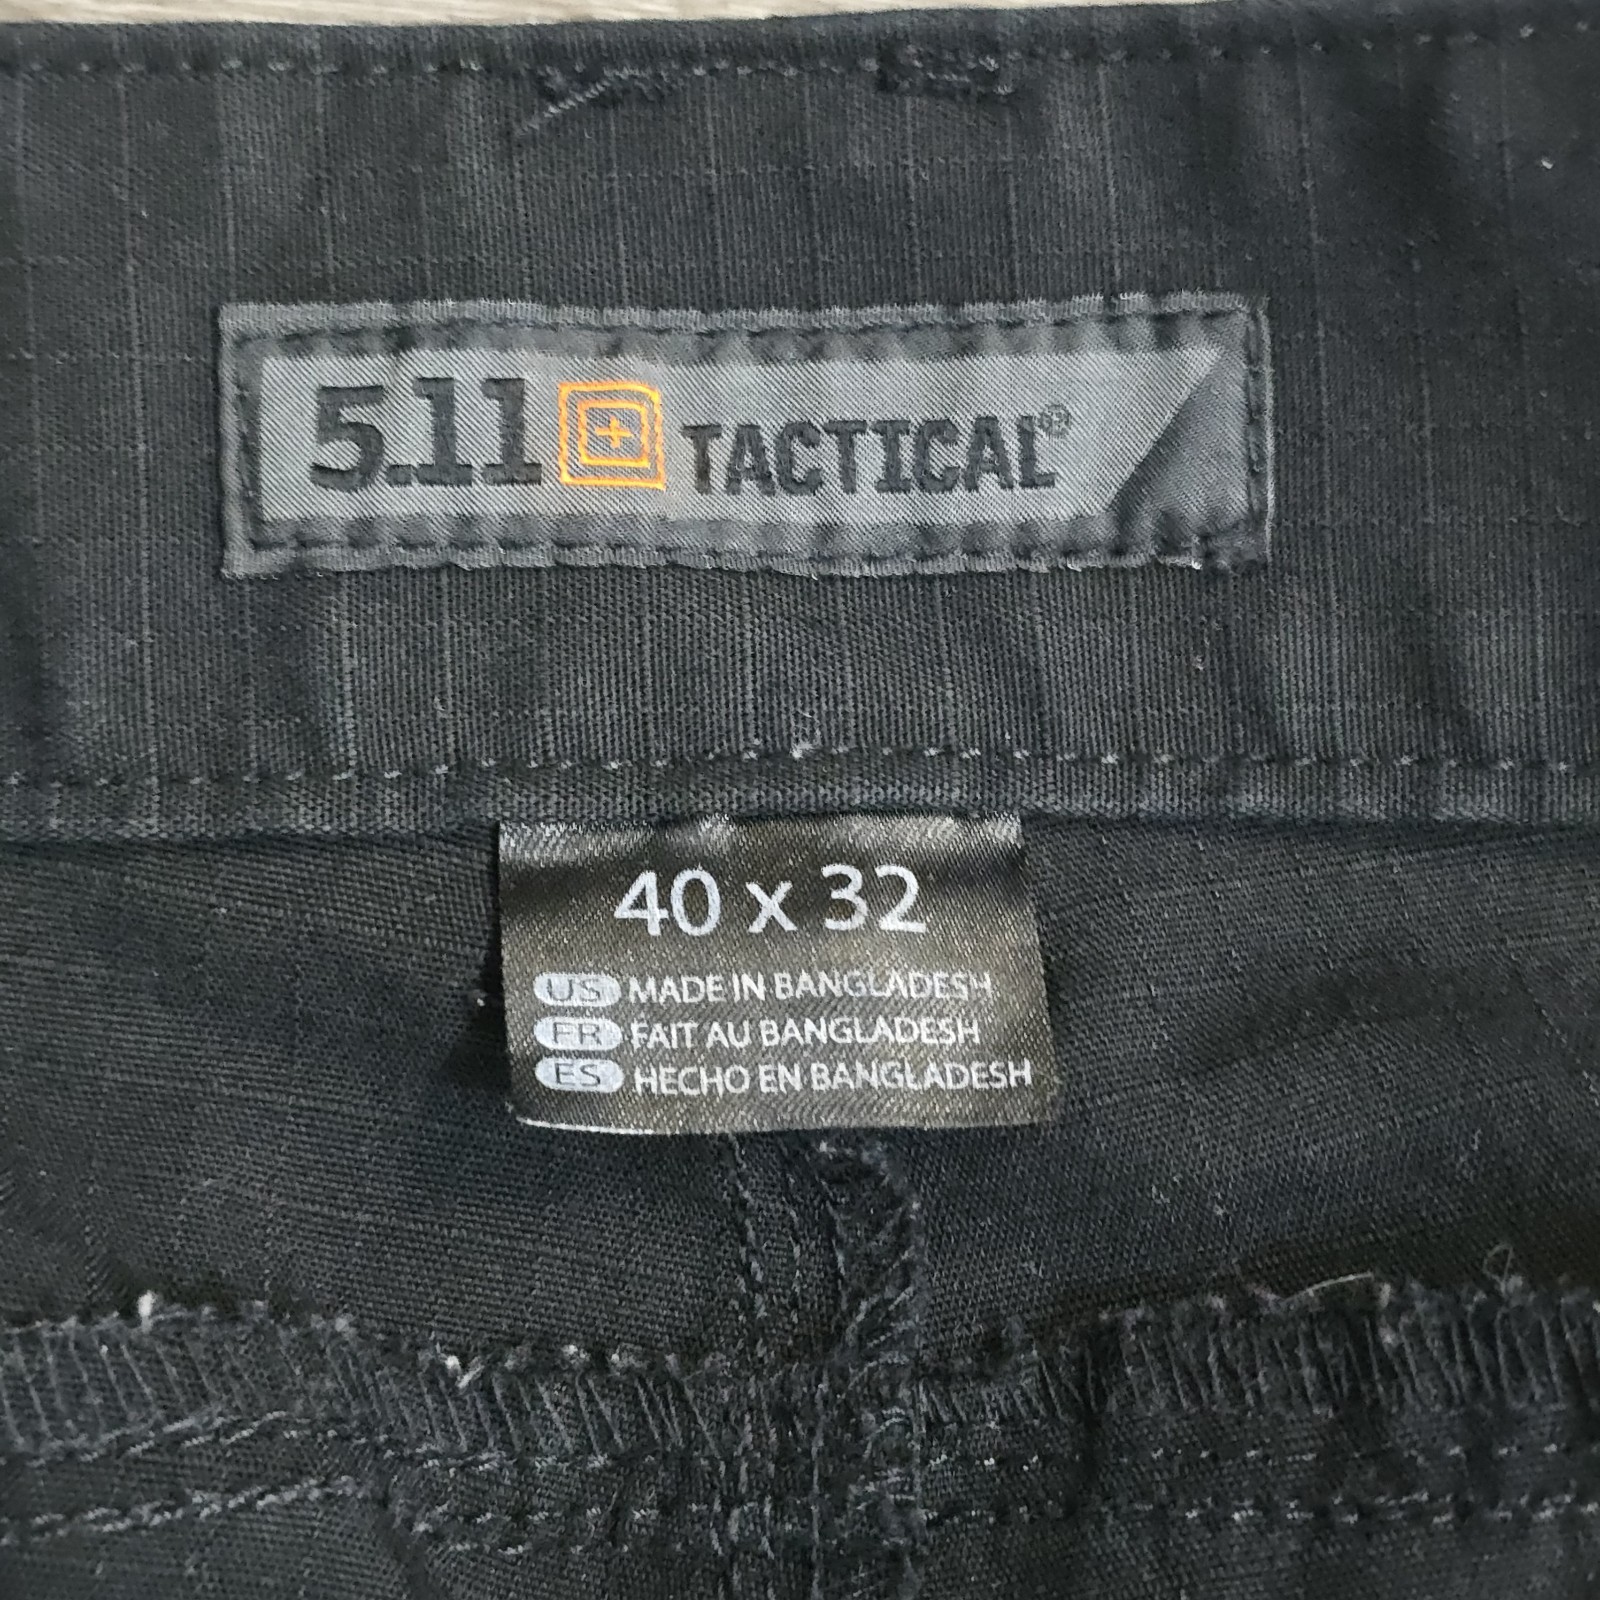 5.11 TACTICAL®
40 x 32
US MADE IN BANGLADESH
FR FAIT AU BANGLADESH
ES HECHO EN BANGLADESH